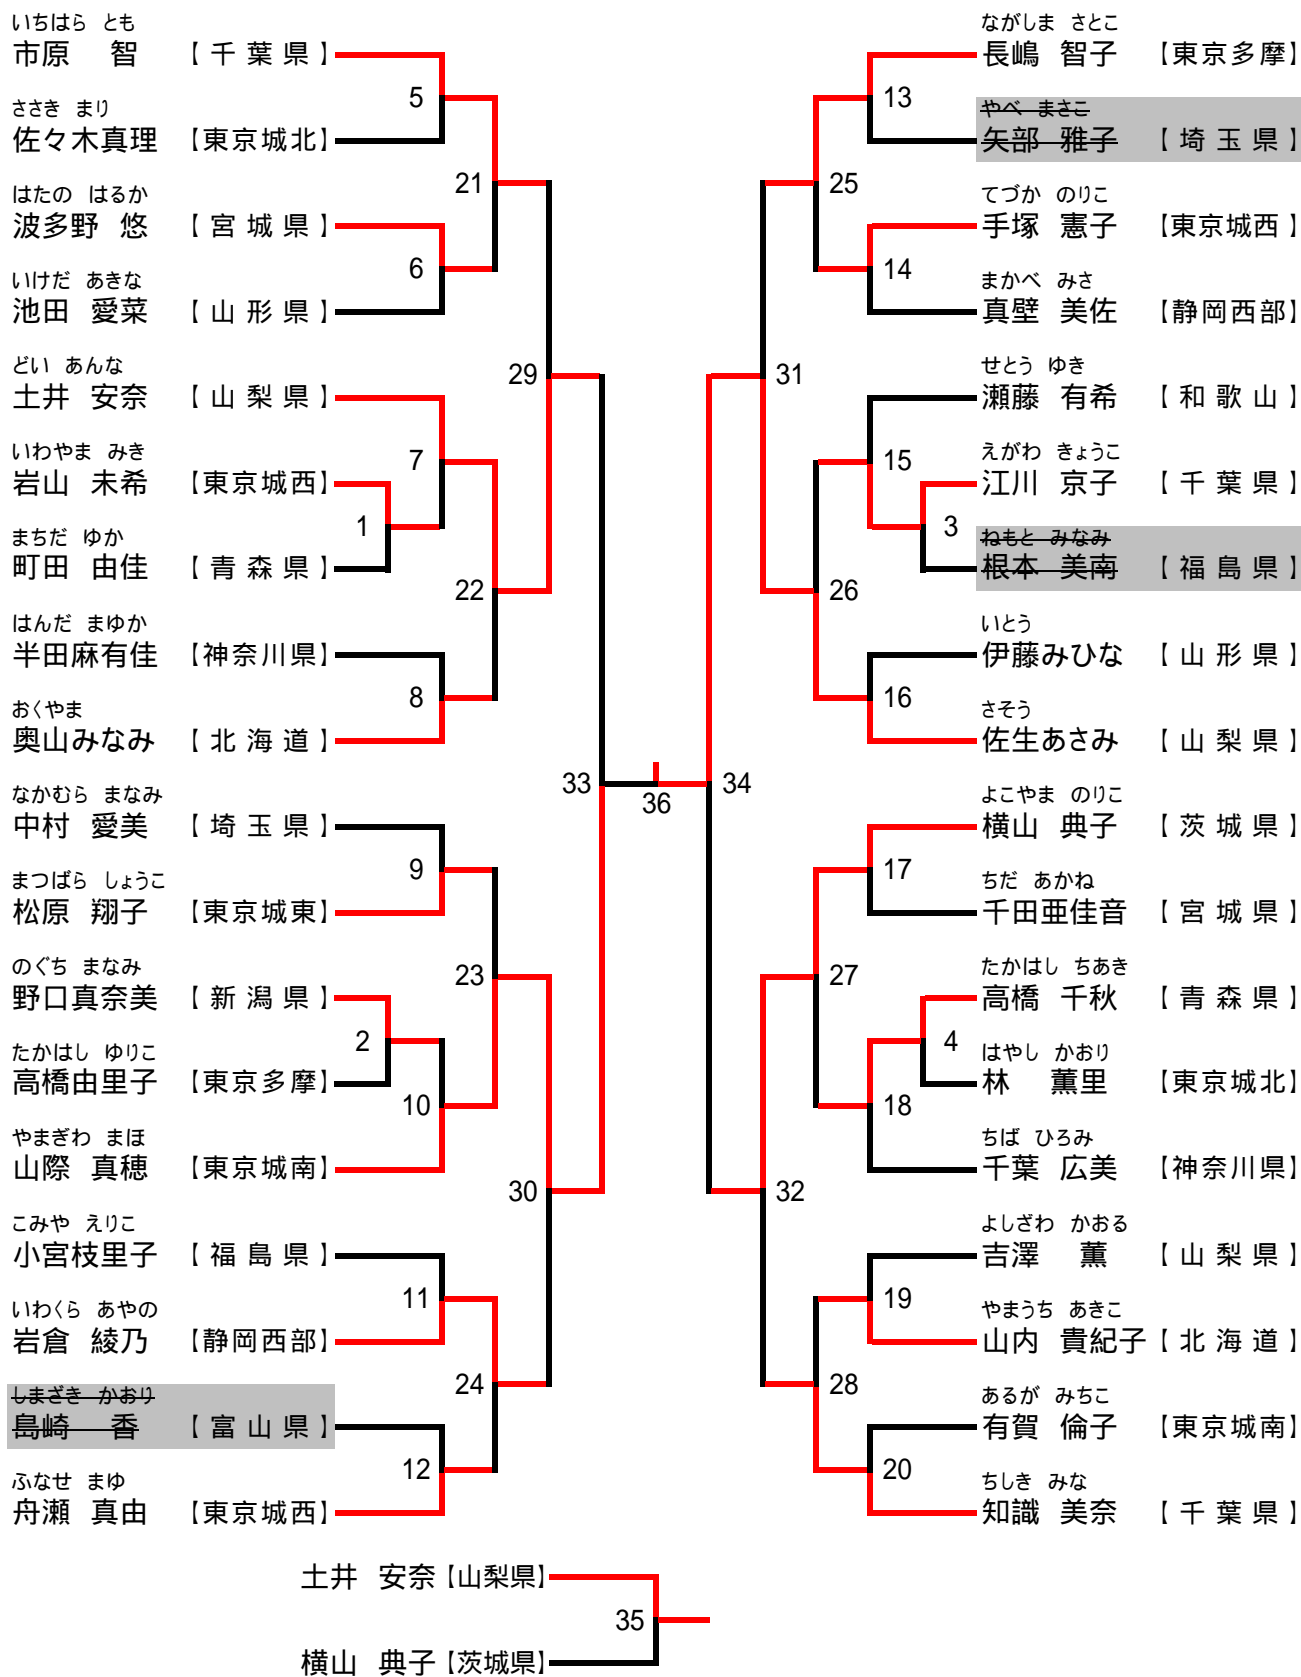 いちはら とも
市原 智 【千葉県】
5
ささき まり
佐々木真理 【東京城北】
21
はたの はるか
波多野 悠 【宮城県】
6
いけだ あきな
池田 愛菜 【山形県】
29
どい あんな
土井 安奈 【山梨県】
7
いわやま みき
岩山 未希 【東京城西】
1
まちだ ゆか
町田 由佳 【青森県】
22
はんだ まゆか
半田麻有佳 【神奈川県】
8
おくやま
奥山みなみ 【北海道】
33
なかむら まなみ
中村 愛美 【埼玉県】
9
まつばら しょうこ
松原 翔子 【東京城東】
23
のぐち まなみ
野口真奈美 【新潟県】
2
たかはし ゆりこ
高橋由里子 【東京多摩】
10
やまぎわ まほ
山際 真穂 【東京城南】
30
こみや えりこ
小宮枝里子 【福島県】
11
いわくら あやの
岩倉 綾乃 【静岡西部】
24
しまざき かおり
島崎 香 【富山県】
12
ふなせ まゆ
舟瀬 真由 【東京城西】
36
ながしま さとこ
長嶋 智子 【東京多摩】
13
やべ まさこ
矢部 雅子 【埼玉県】
25
てづか のりこ
手塚 憲子 【東京城西】
14
まかべ みさ
真壁 美佐 【静岡西部】
31
せとう ゆき
瀬藤 有希 【和歌山】
15
えがわ きょうこ
江川 京子 【千葉県】
3
ねもと みなみ
根本 美南 【福島県】
26
いとう
伊藤みひな 【山形県】
16
さそう
佐生あさみ 【山梨県】
34
よこやま のりこ
横山 典子 【茨城県】
17
ちだ あかね
千田亜佳音 【宮城県】
27
たかはし ちあき
高橋 千秋 【青森県】
4
はやし かおり
林 薫里 【東京城北】
18
ちば ひろみ
千葉 広美 【神奈川県】
32
よしざわ かおる
吉澤 薫 【山梨県】
19
やまうち あきこ
山内 貴紀子 【北海道】
28
あるが みちこ
有賀 倫子 【東京城南】
20
ちしき みな
知識 美奈 【千葉県】
土井 安奈【山梨県】
35
横山 典子【茨城県】